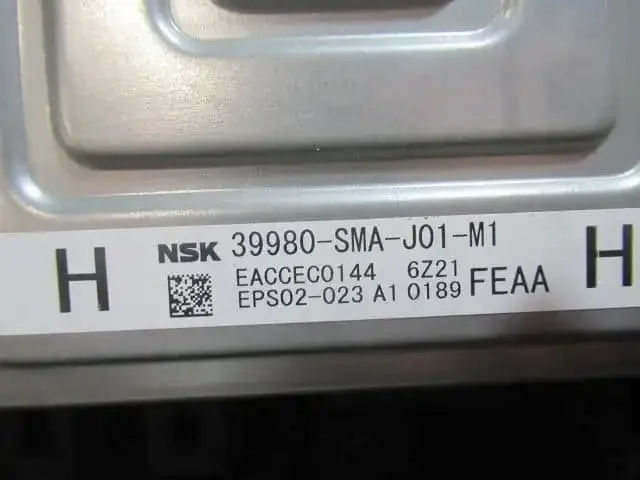 H NSK 39980-SMA-J01-M1 H
EACCEC0144 6Z21
EPS02-023 A1 0189 FEAA